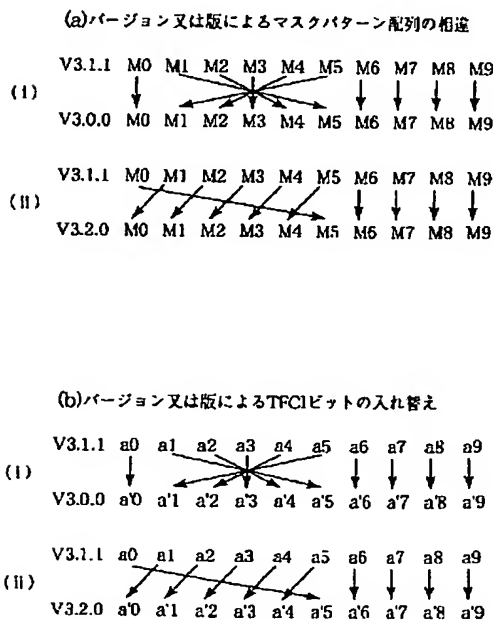 (a)バージョン又は版によるマスクパターン配列の相違
V3.1.1 M0 M1 M2 M3 M4 M5 M6 M7 M8 M9
(i)
V3.0.0 M0 M1 M2 M3 M4 M5 M6 M7 M8 M9
V3.1.1 M0 M1 M2 M3 M4 M5 M6 M7 M8 M9
(ii)
V3.2.0 M0 M1 M2 M3 M4 M5 M6 M7 M8 M9
(b)バージョン又は版によるTFCIビットの入れ替え
V3.1.1 a0 a1 a2 a3 a4 a5 a6 a7 a8 a9
(i)
V3.0.0 a'0 a'1 a'2 a'3 a'4 a'5 a'6 a'7 a'8 a'9
V3.1.1 a0 a1 a2 a3 a4 a5 a6 a7 a8 a9
(ii)
V3.2.0 a'0 a'1 a'2 a'3 a'4 a'5 a'6 a'7 a'8 a'9